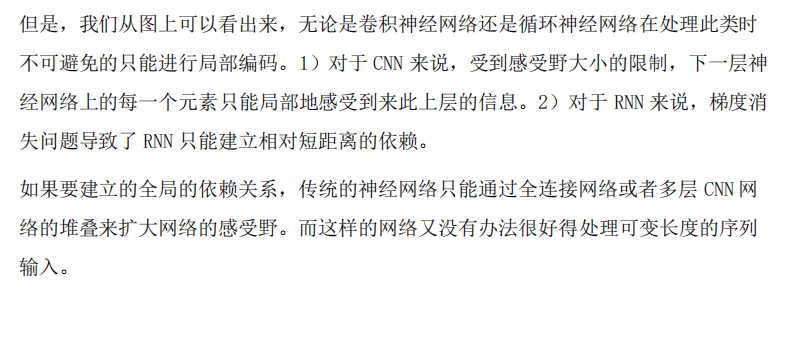 但是，我们从图上可以看出来，无论是卷积神经网络还是循环神经网络在处理此类时
不可避免的只能进行局部编码。1）对于 CNN 来说，受到感受野大小的限制，下一层神
经网络上的每一个元素只能局部地感受到来此上层的信息。2）对于 RNN 来说，梯度消
失问题导致了 RNN 只能建立相对短距离的依赖。
如果要建立的全局的依赖关系，传统的神经网络只能通过全连接网络或者多层 CNN 网
络的堆叠来扩大网络的感受野。而这样的网络又没有办法很好得处理可变长度的序列
输入。